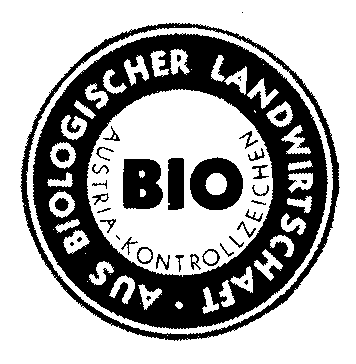 AUS BIOLOGISCHER LANDWIRTSCHAFT ·
BIO
AUSTRIA-KONTROLLZEICHEN